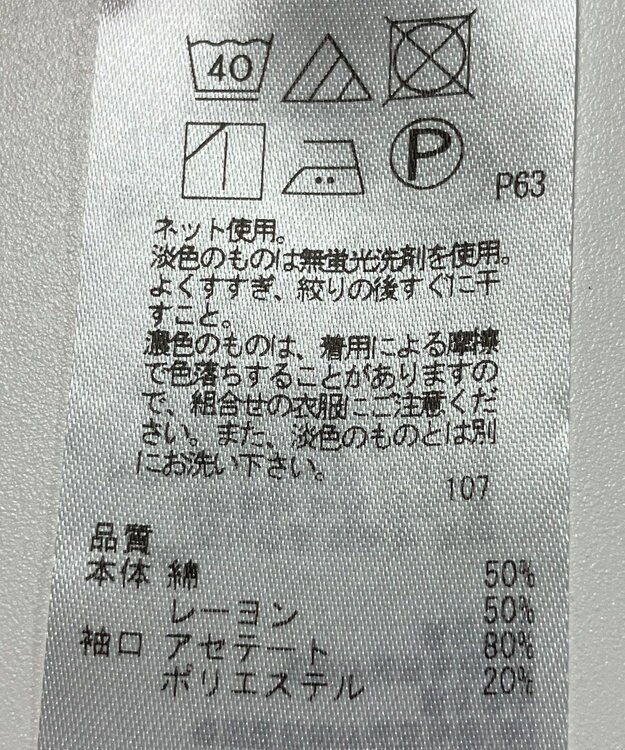 40
P
P63
ネット使用。
淡色のものは無蛍光洗剤を使用。
よくすすぎ、絞りの後すぐに干
すこと。
濃色のものは、着用による摩擦
で色落ちすることがありますの
で、組合せの衣服にご注意くだ
さい。また、淡色のものとは別
にお洗い下さい。
107
品質
本体 綿 50%
レーヨン 50%
袖口 アセテート 80%
ポリエステル 20%